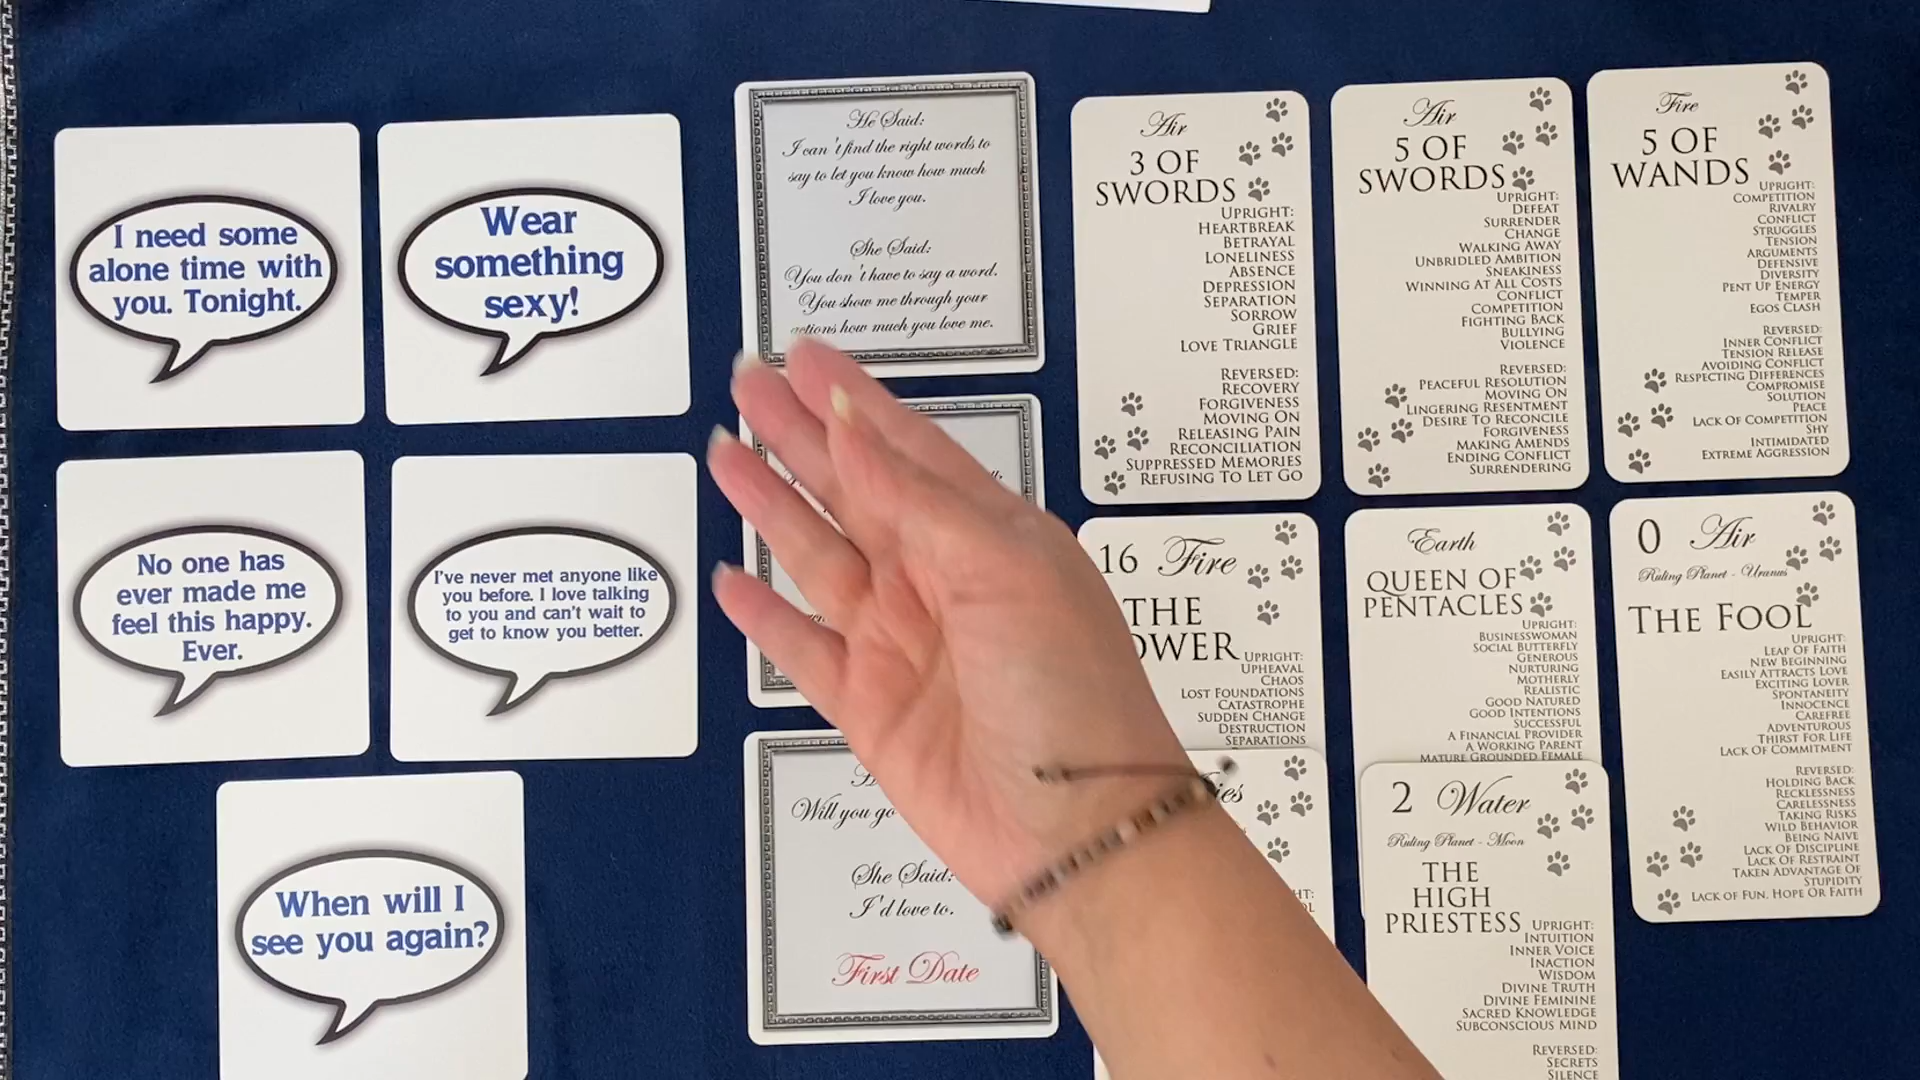 I need some
alone time with
you. Tonight.
Wear
something
sexy!
No one has
ever made me
feel this happy.
Ever.
I've never met anyone like
you before. I love talking
to you and can't wait to
get to know you better.
When will I
see you again?
He Said:
I can't find the right words to
say to let you know how much
I love you.
She Said:
You don't have to say a word.
You show me through your
actions how much you love me.
Will you go
She Said:
I'd love to.
First Date
Air
3 OF
SWORDS
UPRIGHT:
HEARTBREAK
BETRAYAL
LONELINESS
ABSENCE
DEPRESSION
SEPARATION
SORROW
GRIEF
LOVE TRIANGLE
REVERSED:
RECOVERY
FORGIVENESS
MOVING ON
RELEASING PAIN
RECONCILIATION
SUPPRESSED MEMORIES
REFUSING TO LET GO
Air
5 OF
SWORDS
UPRIGHT:
DEFEAT
SURRENDER
CHANGE
WALKING AWAY
UNBRIDLED AMBITION
SNEAKINESS
WINNING AT ALL COSTS
CONFLICT
COMPETITION
FIGHTING BACK
BULLYING
VIOLENCE
REVERSED:
PEACEFUL RESOLUTION
MOVING ON
LINGERING RESENTMENT
DESIRE TO RECONCILE
FORGIVENESS
MAKING AMENDS
ENDING CONFLICT
SURRENDERING
Fire
5 OF
WANDS
UPRIGHT:
COMPETITION
RIVALRY
CONFLICT
STRUGGLES
TENSION
ARGUMENTS
DEFENSIVE
DIVERSITY
PENT UP ENERGY
TEMPER
EGOS CLASH
REVERSED:
INNER CONFLICT
TENSION RELEASE
AVOIDING CONFLICT
RESPECTING DIFFERENCES
COMPROMISE
SOLUTION
PEACE
LACK OF COMPETITION
SHY
INTIMIDATED
EXTREME AGGRESSION
16 Fire
THE
OWER
UPRIGHT:
UPHEAVAL
CHAOS
LOST FOUNDATIONS
CATASTROPHE
SUDDEN CHANGE
DESTRUCTION
SEPARATIONS
Earth
QUEEN OF
PENTACLES
UPRIGHT:
BUSINESSWOMAN
SOCIAL BUTTERFLY
GENEROUS
NURTURING
MOTHERLY
REALISTIC
GOOD NATURED
GOOD INTENTIONS
SUCCESSFUL
A FINANCIAL PROVIDER
A WORKING PARENT
MATURE GROUNDED FEMALE
0 Air
Ruling Planet - Uranus
THE FOOL
UPRIGHT:
LEAP OF FAITH
NEW BEGINNING
EASILY ATTRACTS LOVE
EXCITING LOVER
SPONTANEITY
INNOCENCE
CAREFREE
ADVENTUROUS
THIRST FOR LIFE
LACK OF COMMITMENT
REVERSED:
HOLDING BACK
RECKLESSNESS
CARELESSNESS
TAKING RISKS
WILD BEHAVIOR
BEING NAIVE
LACK OF DISCIPLINE
LACK OF RESTRAINT
TAKEN ADVANTAGE OF
STUPIDITY
LACK OF FUN, HOPE OR FAITH
2 Water
Ruling Planet - Moon
THE
HIGH
PRIESTESS
UPRIGHT:
INTUITION
INNER VOICE
INACTION
WISDOM
DIVINE TRUTH
DIVINE FEMININE
SACRED KNOWLEDGE
SUBCONSCIOUS MIND
REVERSED:
SECRETS
SILENCE